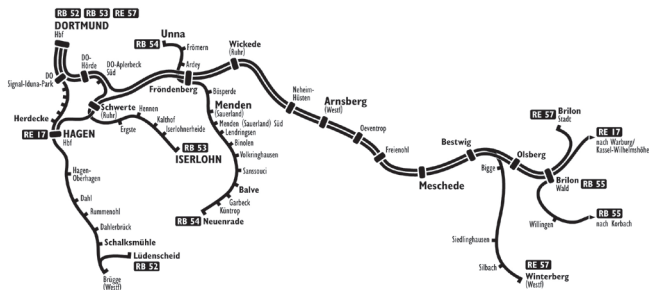 RB 52 RB 53 RE 57
DORTMUND
Hbf
DO
Signal-Iduna-Park
DO-
Hörde
DO-Aplerbeck
Süd
Herdecke
RE 17 HAGEN
Hbf
Schwerte
(Ruhr)
Ergste
Hennen
Kalthof
Iserlohnerheide
RB 53
ISERLOHN
Hagen-
Oberhagen
Dahl
Rummenohl
Dahlerbrück
Schalksmühle
Lüdenscheid
RB 52
Brügge
(Westf)
Unna
RB 54
Frömern
Ardey
Fröndenberg
Bösperde
Menden
(Sauerland)
Menden (Sauerland) Süd
Lendringsen
Binolen
Volkringhausen
Sanssouci
Balve
Garbeck
Küntrop
RB 54 Neuenrade
Wickede
(Ruhr)
Neheim-
Hüsten
Arnsberg
(Westf)
Oeventrop
Freienohl
Meschede
Bestwig
Bigge
Olsberg
Siedlinghausen
Silbach
RE 57
Winterberg
(Westf)
RE 57 Brilon
Stadt
RE 17
nach Warburg/
Kassel-Wilhelmshöhe
Brilon
Wald
RB 55
Willingen
RB 55
nach Korbach